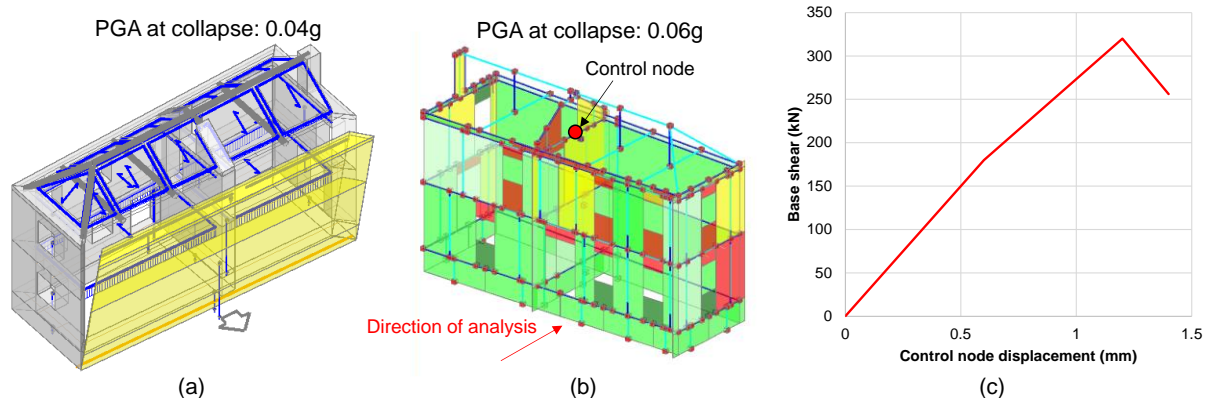 PGA at collapse: 0.04g
(a)
PGA at collapse: 0.06g
Control node
Direction of analysis
(b)
Base shear (kN)
350
300
250
200
150
100
50
0
0
0.5
1
1.5
Control node displacement (mm)
(c)